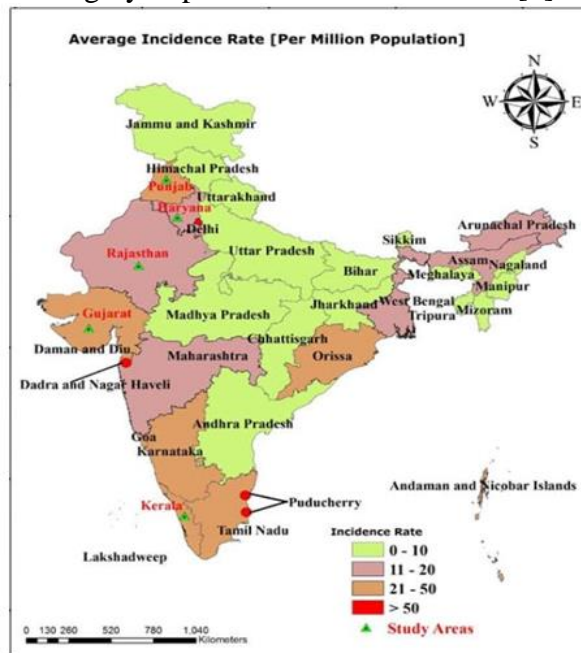 Average Incidence Rate [Per Million Population]
N
W E
S
Jammu and Kashmir
Himachal Pradesh
Punjab
Uttarakhand
Haryana
Delhi
Arunachal Pradesh
Rajasthan
Uttar Pradesh
Sikkim
Assam
Bihar
Meghalaya
Nagaland
Manipur
Gujarat
Madhya Pradesh
Jharkhand
West Bengal
Tripura
Mizoram
Chhattisgarh
Daman and Diu
Maharashtra
Orissa
Dadra and Nagar Haveli
Andhra Pradesh
Goa
Karnataka
Andaman and Nicobar Islands
Kerala
Puducherry
Tamil Nadu
Lakshadweep
Incidence Rate
0 - 10
11 - 20
21 - 50
> 50
Study Areas
0 130 260 520 780 1,040
Kilometers